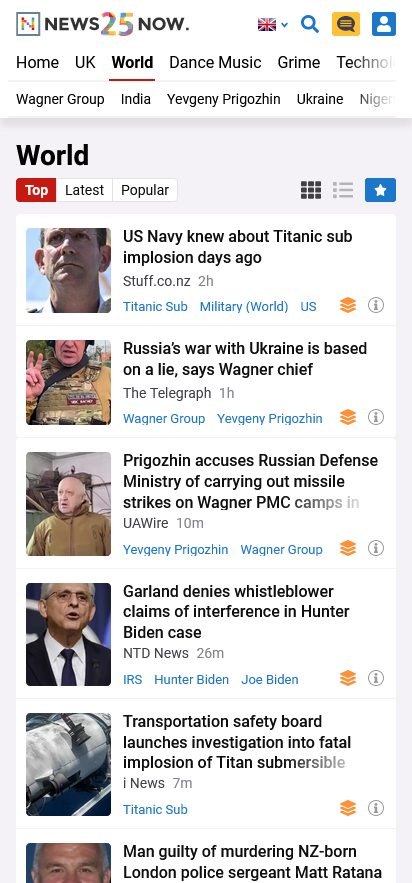 NEWS25NOW.
Home UK World Dance Music Grime Technol
Wagner Group India Yevgeny Prigozhin Ukraine Niger
World
Top Latest Popular
US Navy knew about Titanic sub
implosion days ago
Stuff.co.nz 2h
Titanic Sub Military (World) US
Russia’s war with Ukraine is based
on a lie, says Wagner chief
The Telegraph 1h
Wagner Group Yevgeny Prigozhin
Prigozhin accuses Russian Defense
Ministry of carrying out missile
strikes on Wagner PMC camps in
UAWire 10m
Yevgeny Prigozhin Wagner Group
Garland denies whistleblower
claims of interference in Hunter
Biden case
NTD News 26m
IRS Hunter Biden Joe Biden
Transportation safety board
launches investigation into fatal
implosion of Titan submersible
i News 7m
Titanic Sub
Man guilty of murdering NZ-born
London police sergeant Matt Ratana